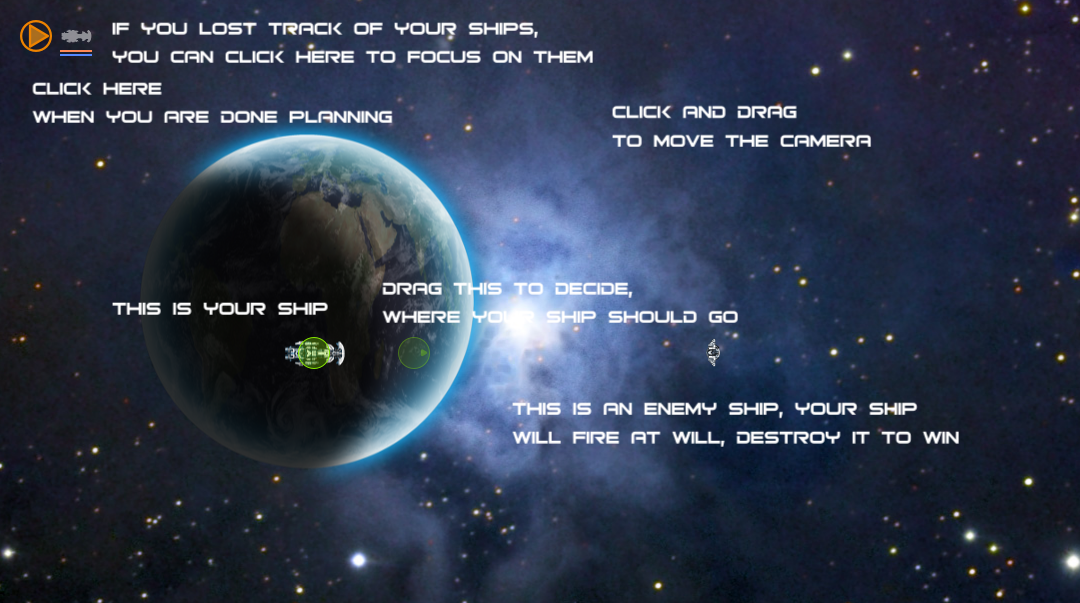 IF YOU LOST TRACK OF YOUR SHIPS,
YOU CAN CLICK HERE TO FOCUS ON THEM
CLICK HERE
WHEN YOU ARE DONE PLANNING
CLICK AND DRAG
TO MOVE THE CAMERA
DRAG THIS TO DECIDE,
WHERE YOUR SHIP SHOULD GO
THIS IS YOUR SHIP
THIS IS AN ENEMY SHIP, YOUR SHIP
WILL FIRE AT WILL, DESTROY IT TO WIN